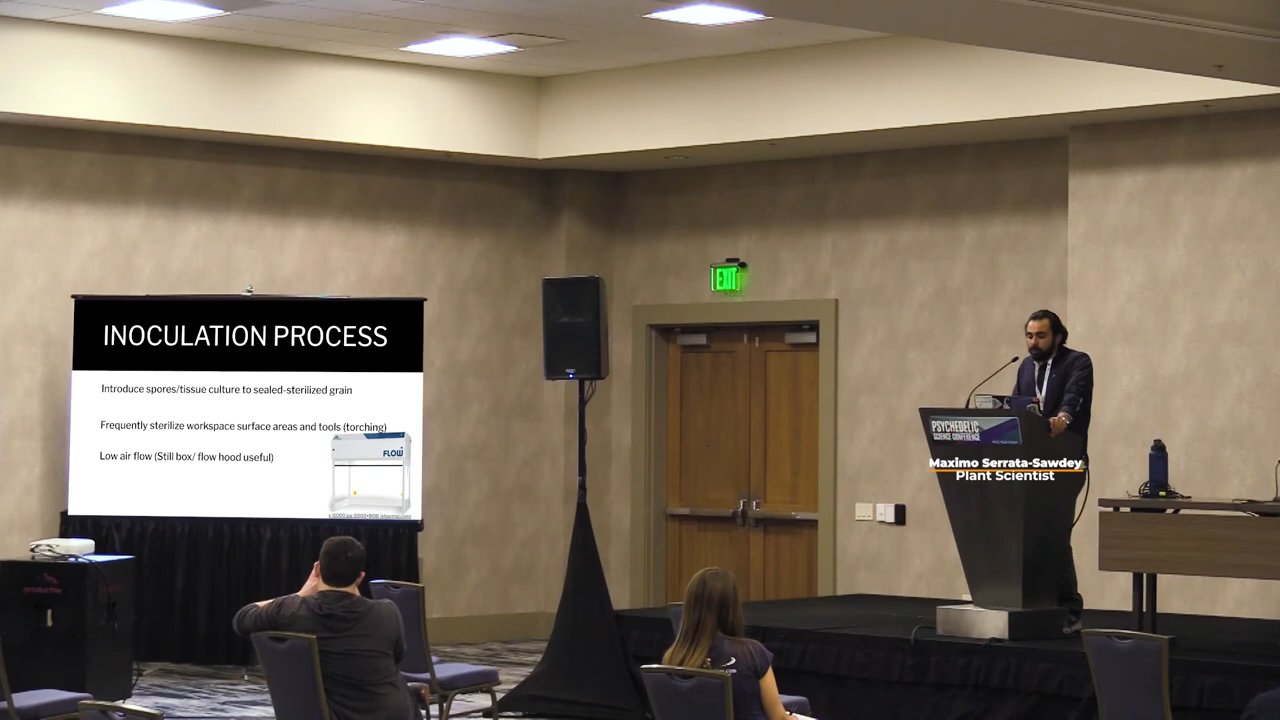 EXIT
INOCULATION PROCESS
Introduce spores/tissue culture to sealed-sterilized grain
Frequently sterilize workspace surface areas and tools (torching)
Low air flow (Still box/ flow hood useful)
FLOW
PSYCHEDELIC
SCIENCE CONFERENCE
Maximo Serrata-Sawdey
Plant Scientist